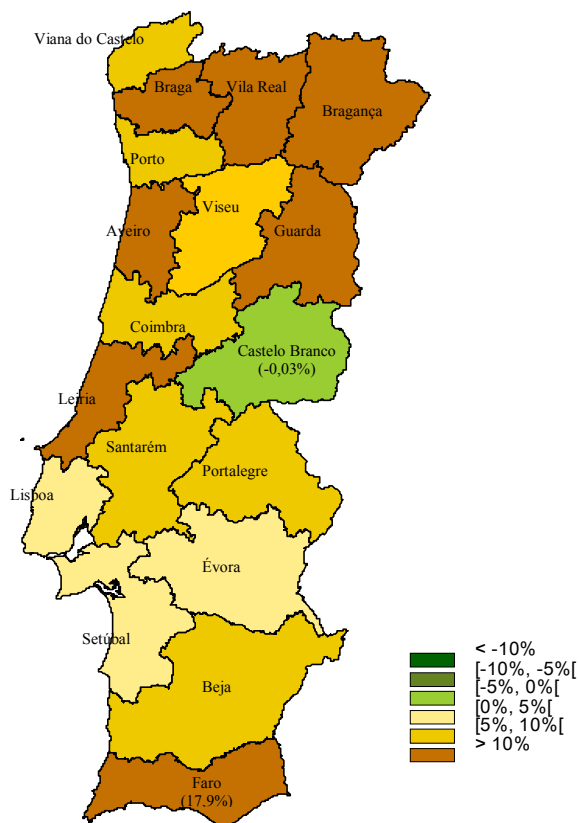 Viana do Castelo
Braga
Vila Real
Bragança
Porto
Viseu
Aveiro
Guarda
Coimbra
Castelo Branco
(-0,03%)
Leiria
Santarém
Portalegre
Lisboa
Évora
Setúbal
Beja
Faro
(17,9%)
< -10%
[-10%, -5%[
[-5%, 0%[
[0%, 5%[
[5%, 10%[
> 10%